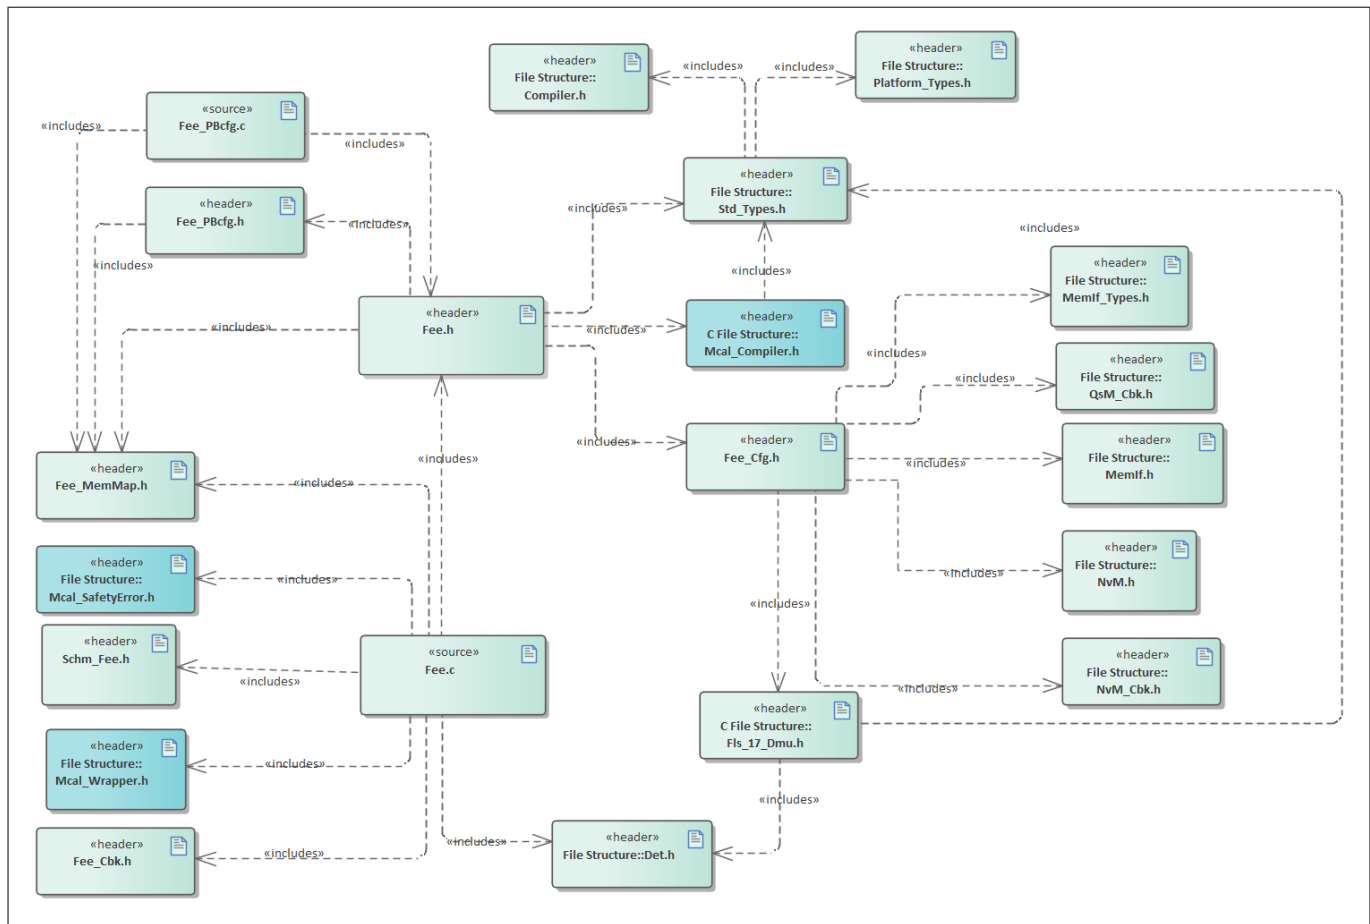 «header»
File Structure::
Compiler.h
«includes»
«includes»
«header»
File Structure::
Platform_Types.h
«source»
Fee_PBcfg.c
«includes»
«includes»
«header»
Fee_PBcfg.h
«includes»
«includes»
«header»
File Structure::
Std_Types.h
«includes»
«includes»
«includes»
«header»
File Structure::
MemIf_Types.h
«header»
Fee.h
«includes»
«includes»
«header»
C File Structure::
Mcal_Compiler.h
«includes»
«header»
File Structure::
QsM_Cbk.h
«includes»
«includes»
«header»
Fee_Cfg.h
«includes»
«header»
File Structure::
MemIf.h
«includes»
«header»
Fee_MemMap.h
«includes»
«includes»
«includes»
«header»
File Structure::
NvM.h
«header»
File Structure::
Mcal_SafetyError.h
«includes»
«includes»
«header»
Schm_Fee.h
«includes»
«source»
Fee.c
«header»
File Structure::
NvM_Cbk.h
«includes»
«header»
C File Structure::
Fls_17_Dmu.h
«header»
File Structure::
Mcal_Wrapper.h
«includes»
«includes»
«header»
Fee_Cbk.h
«includes»
«includes»
«header»
File Structure::Det.h